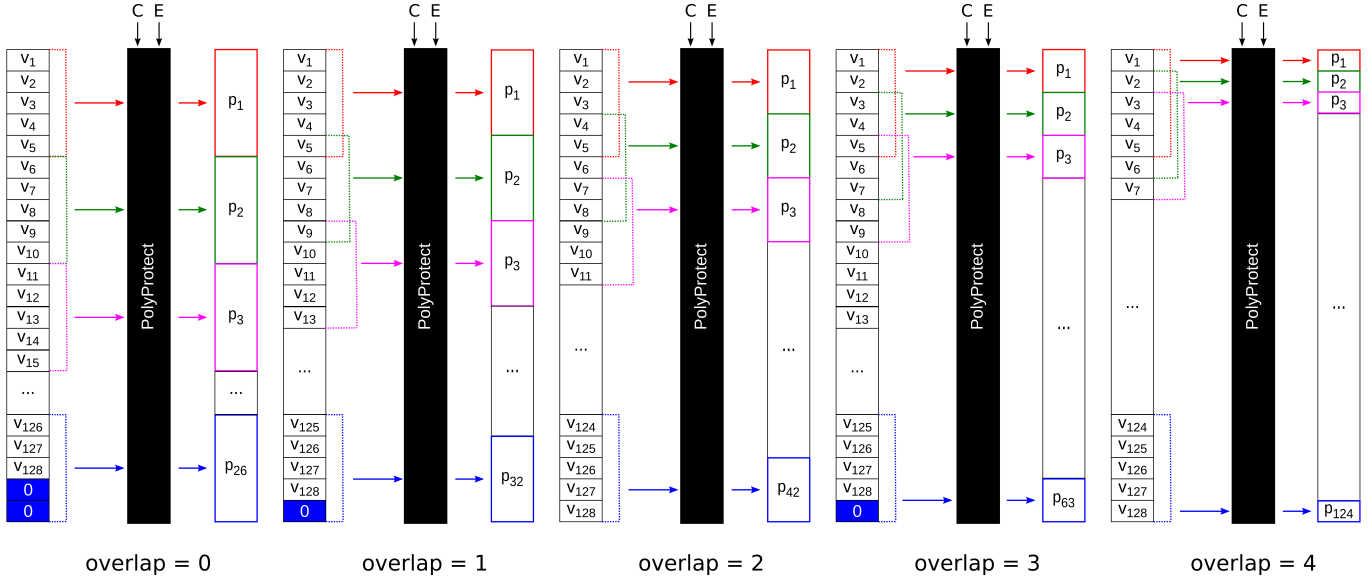 C E
v1
v2
v3
v4
v5
v6
v7
v8
v9
v10
v11
v12
v13
v14
v15
...
v126
v127
v128
0
0
PolyProtect
p1
p2
p3
...
p26
overlap = 0
C E
v1
v2
v3
v4
v5
v6
v7
v8
v9
v10
v11
v12
v13
...
v125
v126
v127
v128
0
PolyProtect
p1
p2
p3
...
p32
overlap = 1
C E
v1
v2
v3
v4
v5
v6
v7
v8
v9
v10
v11
...
v124
v125
v126
v127
v128
PolyProtect
p1
p2
p3
...
p42
overlap = 2
C E
v1
v2
v3
v4
v5
v6
v7
v8
v9
v10
v11
v12
v13
...
v125
v126
v127
v128
0
PolyProtect
p1
p2
p3
...
p63
overlap = 3
C E
v1
v2
v3
v4
v5
v6
v7
...
v124
v125
v126
v127
v128
PolyProtect
p1
p2
p3
...
p124
overlap = 4